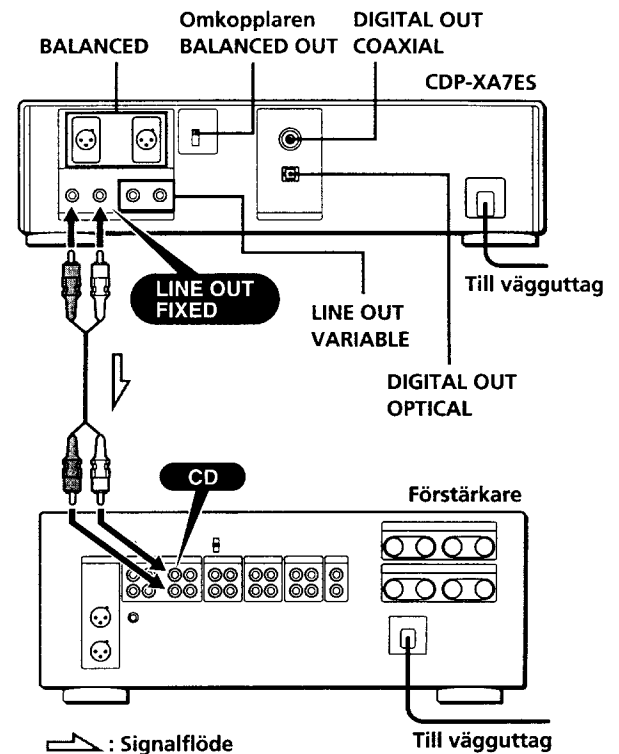 Omkopplaren
BALANCED OUT
DIGITAL OUT
COAXIAL
BALANCED
CDP-XA7ES
LINE OUT
FIXED
LINE OUT
VARIABLE
Till vägguttag
DIGITAL OUT
OPTICAL
CD
Förstärkare
: Signalflöde
Till vägguttag